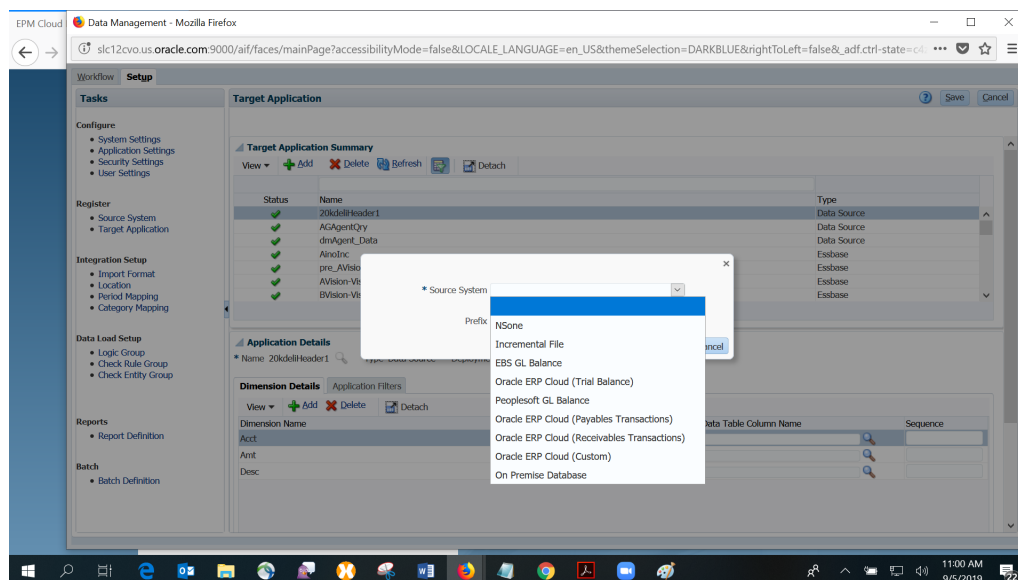 EPM Cloud
Data Management - Mozilla Firefox
slc12cvo.us.oracle.com:9000/aif/faces/mainPage?accessibilityMode=false&LOCALE_LANGUAGE=en_US&themeSelection=DARKBLUE&rightToLeft=false&_adf.ctrl-state=
Workflow Setup
Tasks
Configure
System Settings
Application Settings
Security Settings
User Settings
Register
Source System
Target Application
Integration Setup
Import Format
Location
Period Mapping
Category Mapping
Data Load Setup
Logic Group
Check Rule Group
Check Entity Group
Reports
Report Definition
Batch
Batch Definition
Target Application
Save Cancel
Target Application Summary
View Add Delete Refresh Detach
Status Name Type
20kdeliHeader1 Data Source
AGAgentQry Data Source
dmAgent_Data Data Source
AinoInc Essbase
pre_AVisio Essbase
AVision-Vis Essbase
BVision-Vis Essbase
* Source System
Prefix
NSone
Incremental File
EBS GL Balance
Oracle ERP Cloud (Trial Balance)
Peoplesoft GL Balance
Oracle ERP Cloud (Payables Transactions)
Oracle ERP Cloud (Receivables Transactions)
Oracle ERP Cloud (Custom)
On Premise Database
ancel
Application Details
* Name 20kdeliHeader1 Type Data Source Deployme
Dimension Details Application Filters
View Add Delete Detach
Dimension Name Data Table Column Name Sequence
Acct
Amt
Desc
11:00 AM
9/5/2019
22